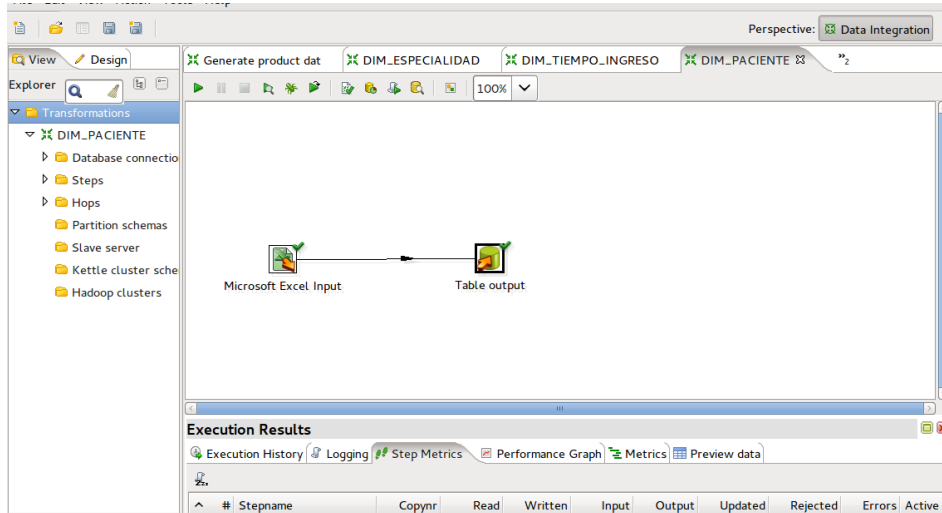 Perspective: Data Integration
View Design
Generate product dat DIM_ESPECIALIDAD DIM_TIEMPO_INGRESO DIM_PACIENTE »2
Explorer
100%
Transformations
DIM_PACIENTE
Database connectio
Steps
Hops
Partition schemas
Slave server
Kettle cluster sche
Hadoop clusters
Microsoft Excel Input Table output
Execution Results
Execution History Logging Step Metrics Performance Graph Metrics Preview data
# Stepname Copynr Read Written Input Output Updated Rejected Errors Active